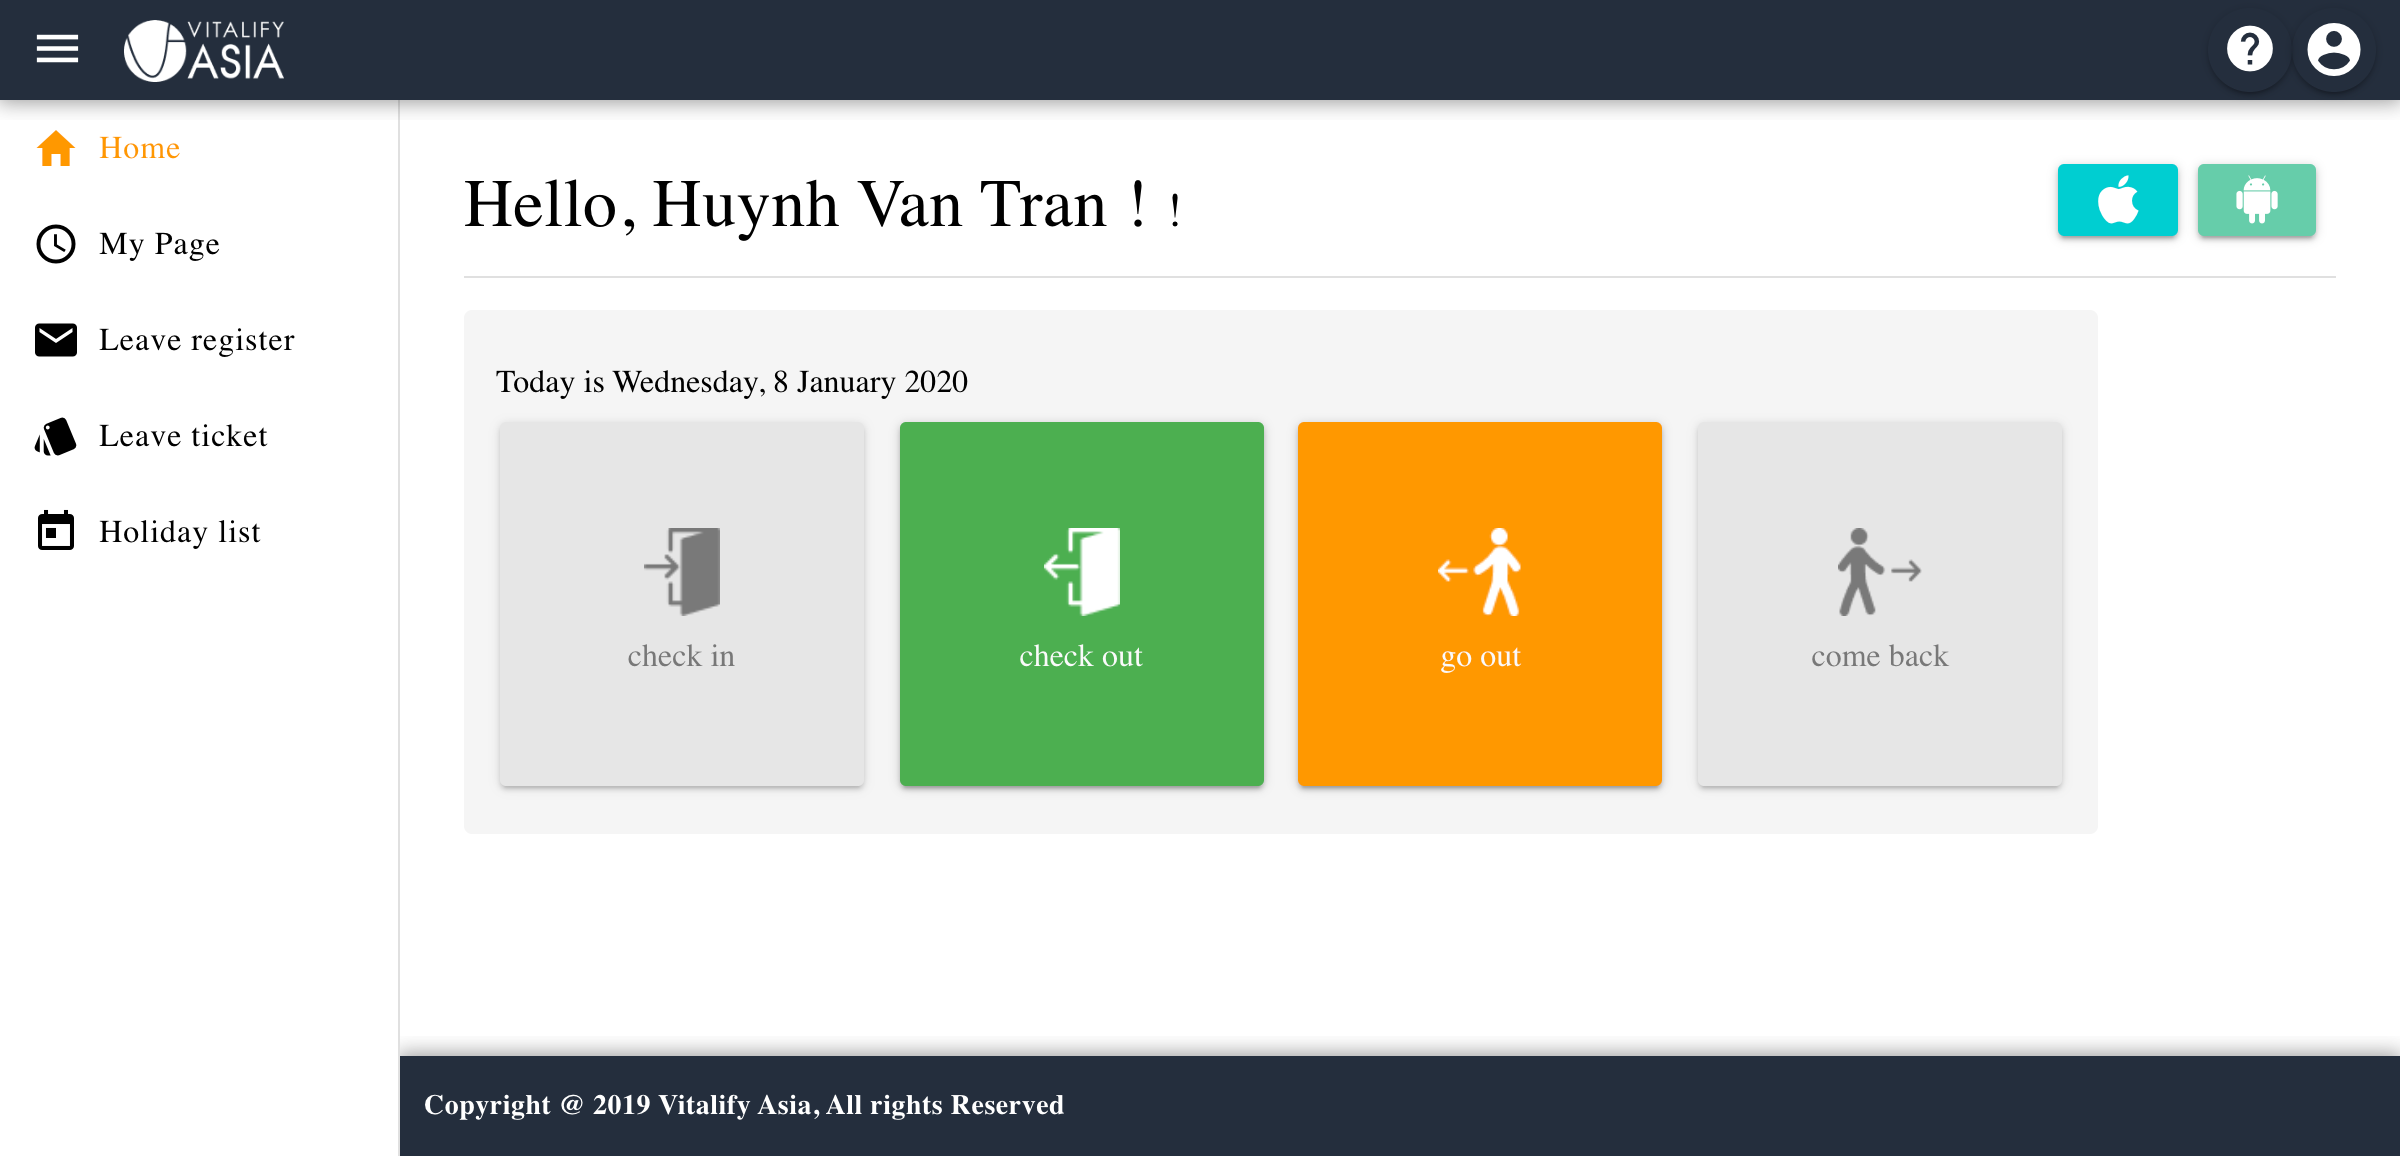 VITALIFY
ASIA
Home
My Page
Leave register
Leave ticket
Holiday list
Hello, Huynh Van Tran ! !
Today is Wednesday, 8 January 2020
check in
check out
go out
come back
Copyright @ 2019 Vitalify Asia, All rights Reserved